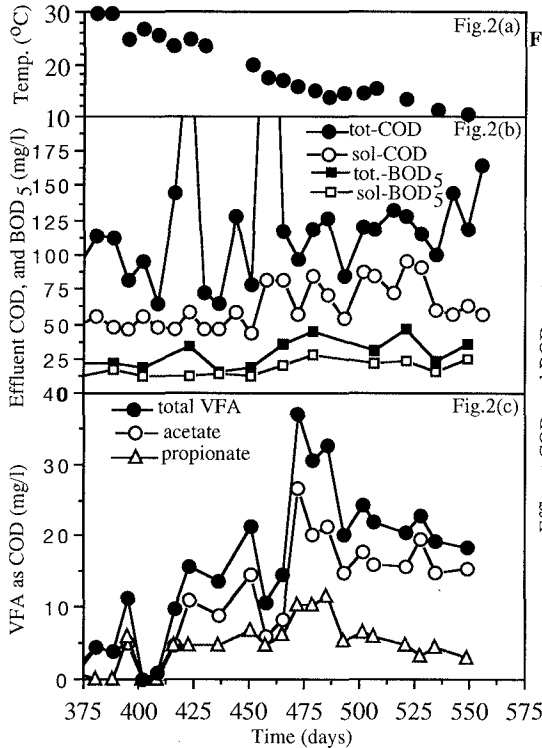 30
20
10
Temp. (°C)
Fig.2(a)
F
175
150
125
100
75
50
25
0
Effluent COD, and BOD5 (mg/l)
Fig.2(b)
tot-COD
sol-COD
tot.-BOD5
sol-BOD5
40
30
20
10
0
VFA as COD (mg/l)
Fig.2(c)
total VFA
acetate
propionate
375 400 425 450 475 500 525 550 575
Time (days)